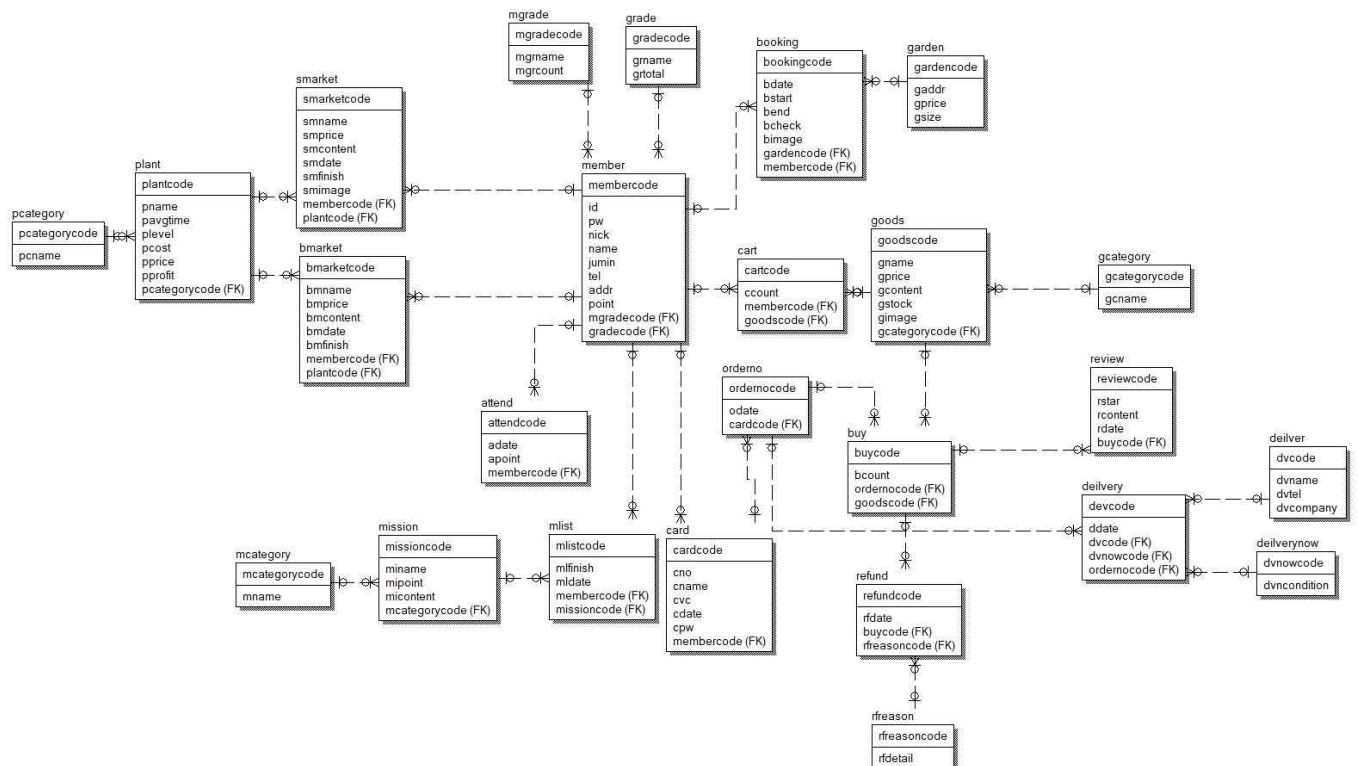 mgrade
mgradecode
mgrname
mgrcount
grade
gradecode
grname
grtotal
booking
bookingcode
bdate
bstart
bend
bcheck
bimage
gardencode (FK)
membercode (FK)
garden
gardencode
gaddr
gprice
gsize
smarket
smarketcode
smname
smprice
smcontent
smdate
smfinish
smimage
membercode (FK)
plantcode (FK)
plant
plantcode
pname
pavgtime
plevel
pcost
pprice
pprofit
pcategorycode (FK)
pcategory
pcategorycode
pcname
member
membercode
id
pw
nick
name
jumin
tel
addr
point
mgradecode (FK)
gradecode (FK)
bmarket
bmarketcode
bmname
bmprice
bmcontent
bmdate
bmfinish
membercode (FK)
plantcode (FK)
cart
cartcode
ccount
membercode (FK)
goodscode (FK)
goods
goodscode
gname
gprice
gcontent
gstock
gimage
gcategorycode (FK)
gcategory
gcategorycode
gcname
attend
attendcode
adate
apoint
membercode (FK)
orderno
ordernocode
odate
cardcode (FK)
review
reviewcode
rstar
rcontent
rdate
buycode (FK)
buy
buycode
bcount
ordernocode (FK)
goodscode (FK)
deilver
dvcode
dvname
dvtel
dvcompany
deilvery
devcode
ddate
dvcode (FK)
dvnowcode (FK)
ordernocode (FK)
deilverynow
dvnowcode
dvncondition
mcategory
mcategorycode
mname
mission
missioncode
miname
mipoint
micontent
mcategorycode (FK)
mlist
mlistcode
mlfinish
mldate
membercode (FK)
missioncode (FK)
card
cardcode
cno
cname
cvc
cdate
cpw
membercode (FK)
refund
refundcode
rfdate
buycode (FK)
rfreasoncode (FK)
rfreason
rfreasoncode
rfdetail